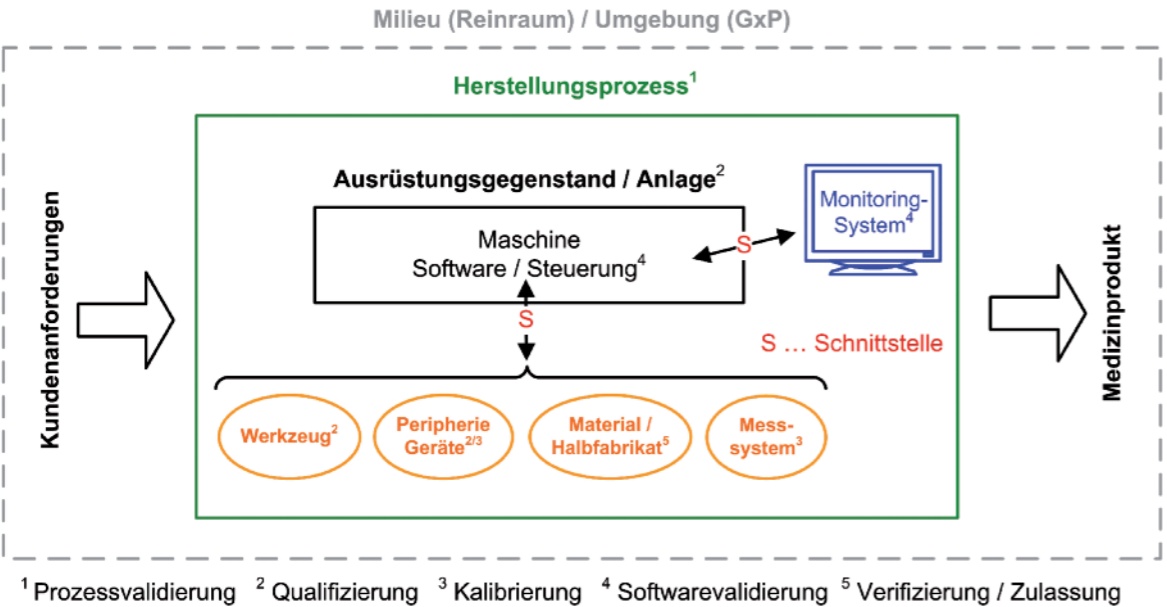 Milieu (Reinraum) / Umgebung (GxP)
Herstellungsprozess¹
Kundenanforderungen
Ausrüstungsgegenstand / Anlage²
Maschine
Software / Steuerung⁴
S
Monitoring-
System⁴
S
S … Schnittstelle
Werkzeug²
Peripherie
Geräte²/³
Material /
Halbfabrikat⁵
Mess-
system³
Medizinprodukt
¹ Prozessvalidierung ² Qualifizierung ³ Kalibrierung ⁴ Softwarevalidierung ⁵ Verifizierung / Zulassung